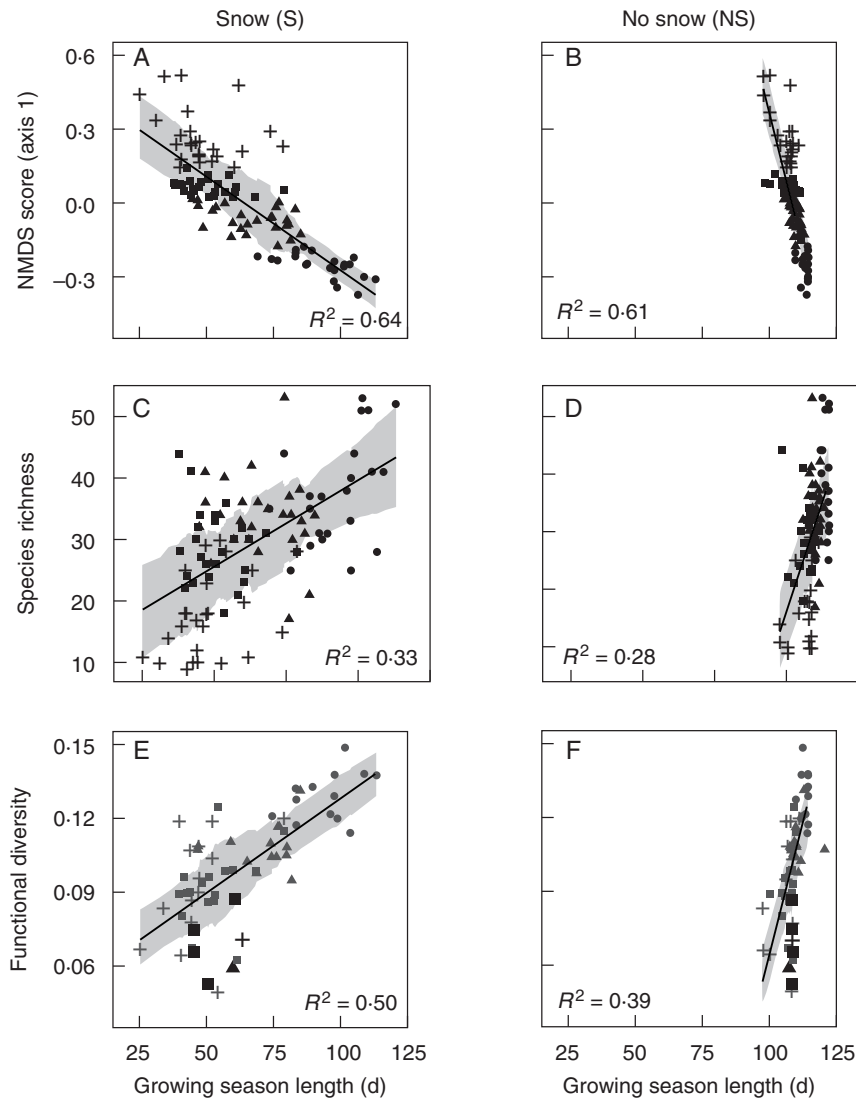 Snow (S)
No snow (NS)
A
B
0·6
0·3
0·0
−0·3
NMDS score (axis 1)
R² = 0·64
R² = 0·61
C
D
50
40
30
20
10
Species richness
R² = 0·33
R² = 0·28
E
F
0·15
0·12
0·09
0·06
Functional diversity
R² = 0·50
R² = 0·39
25 50 75 100 125
25 50 75 100 125
Growing season length (d)
Growing season length (d)